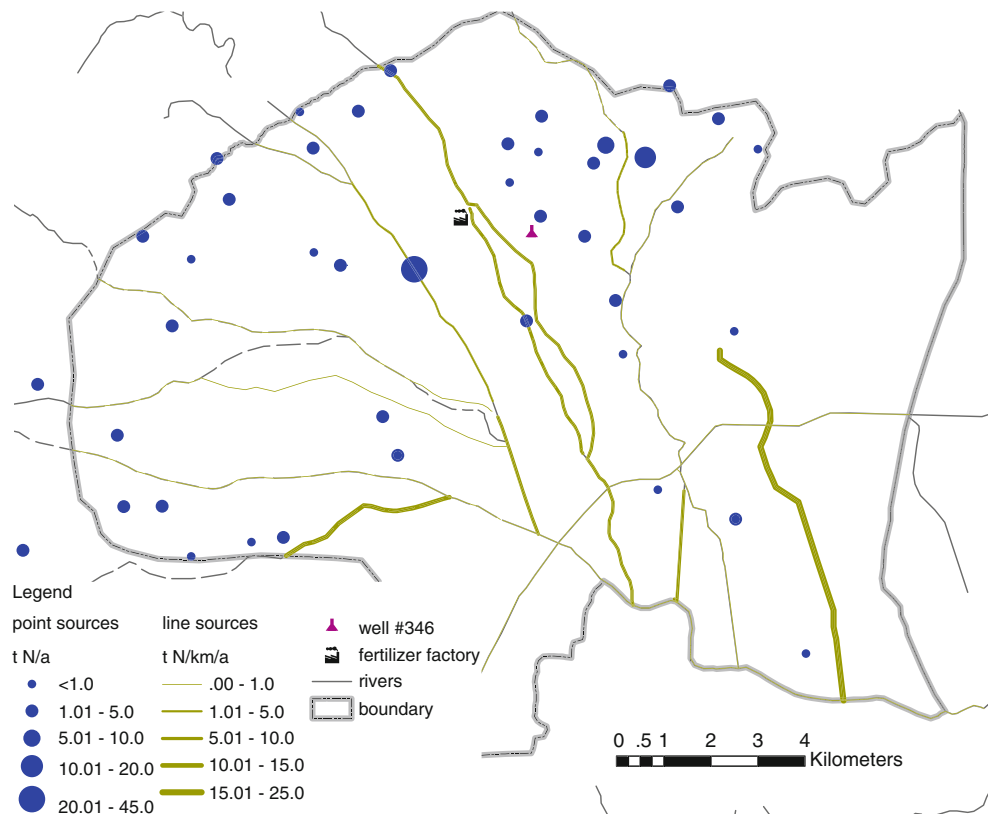 Legend
point sources
t N/a
<1.0
1.01 - 5.0
5.01 - 10.0
10.01 - 20.0
20.01 - 45.0
line sources
t N/km/a
.00 - 1.0
1.01 - 5.0
5.01 - 10.0
10.01 - 15.0
15.01 - 25.0
well #346
fertilizer factory
rivers
boundary
0 .5 1 2 3 4
Kilometers